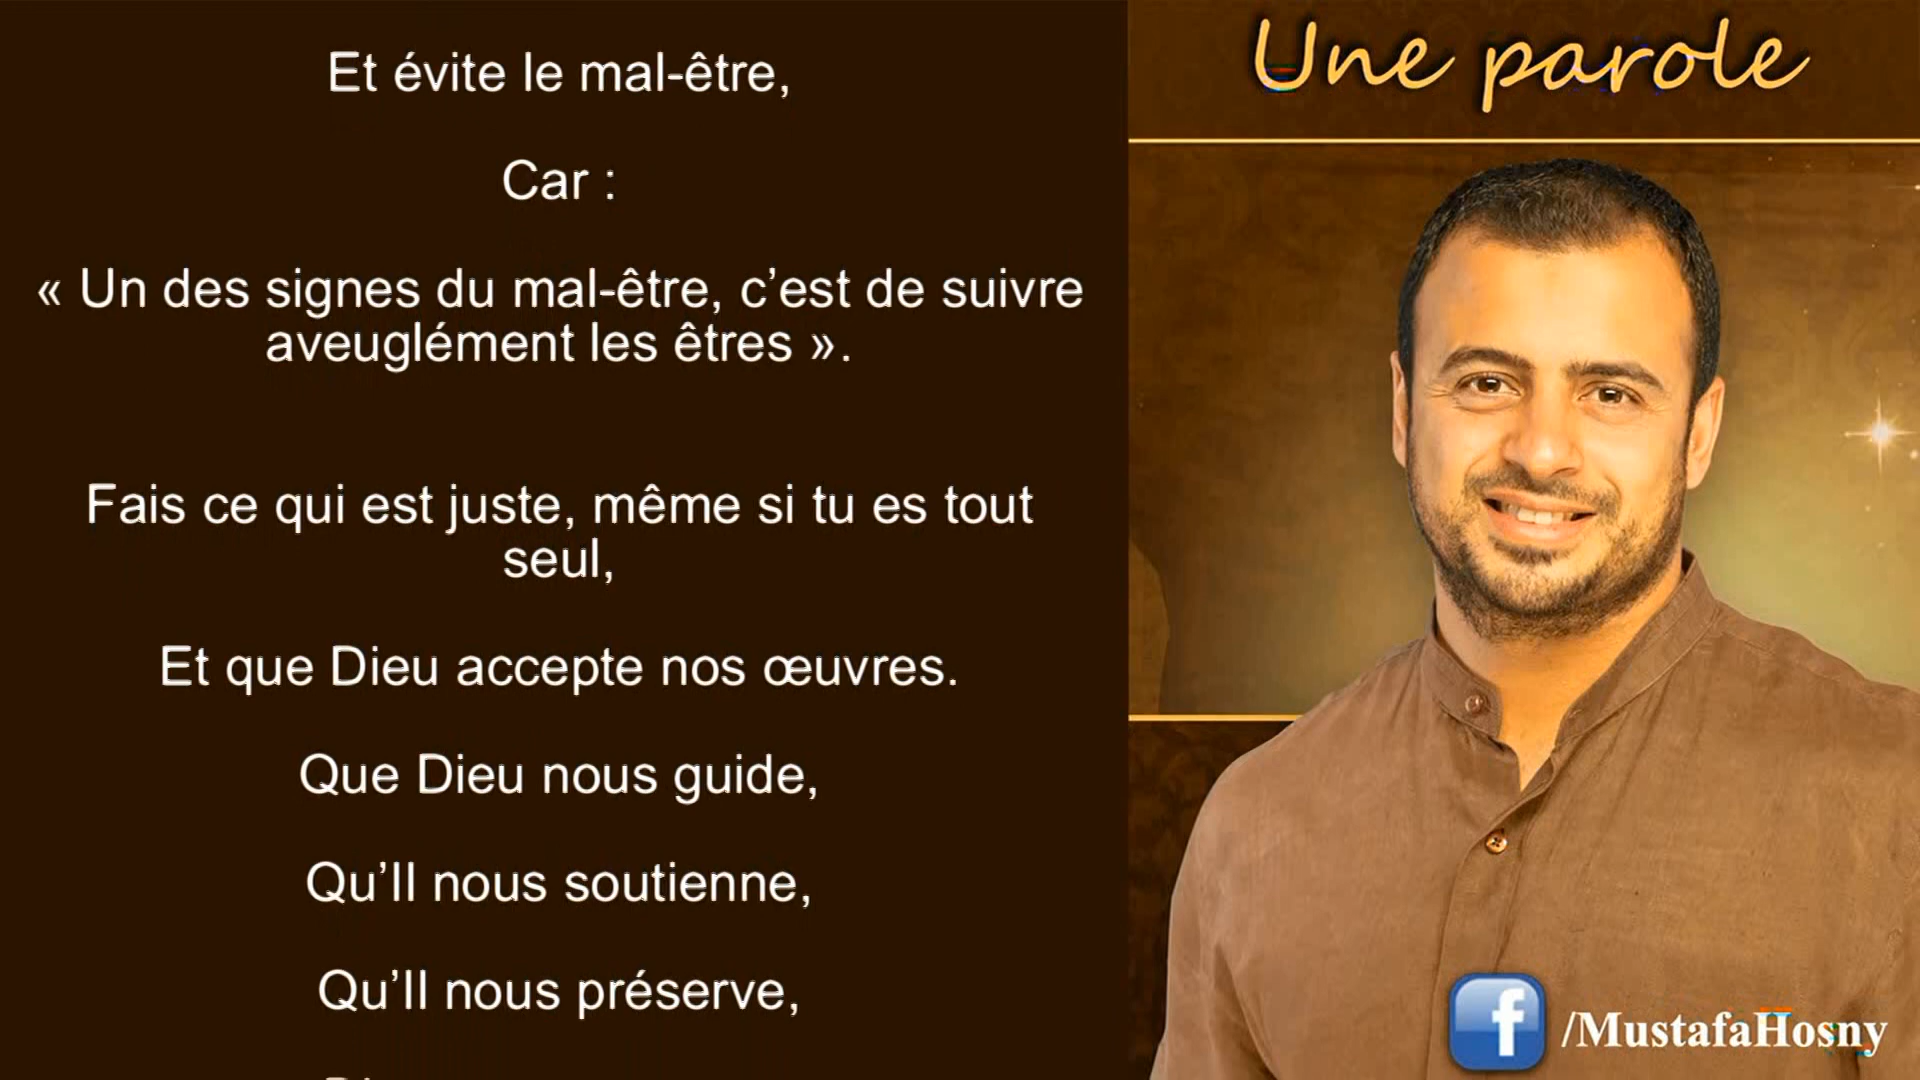 Et évite le mal-être,
Car :
« Un des signes du mal-être, c’est de suivre
aveuglément les êtres ».
Fais ce qui est juste, même si tu es tout
seul,
Et que Dieu accepte nos œuvres.
Que Dieu nous guide,
Qu’Il nous soutienne,
Qu’Il nous préserve,
Une parole
f /MustafaHosny